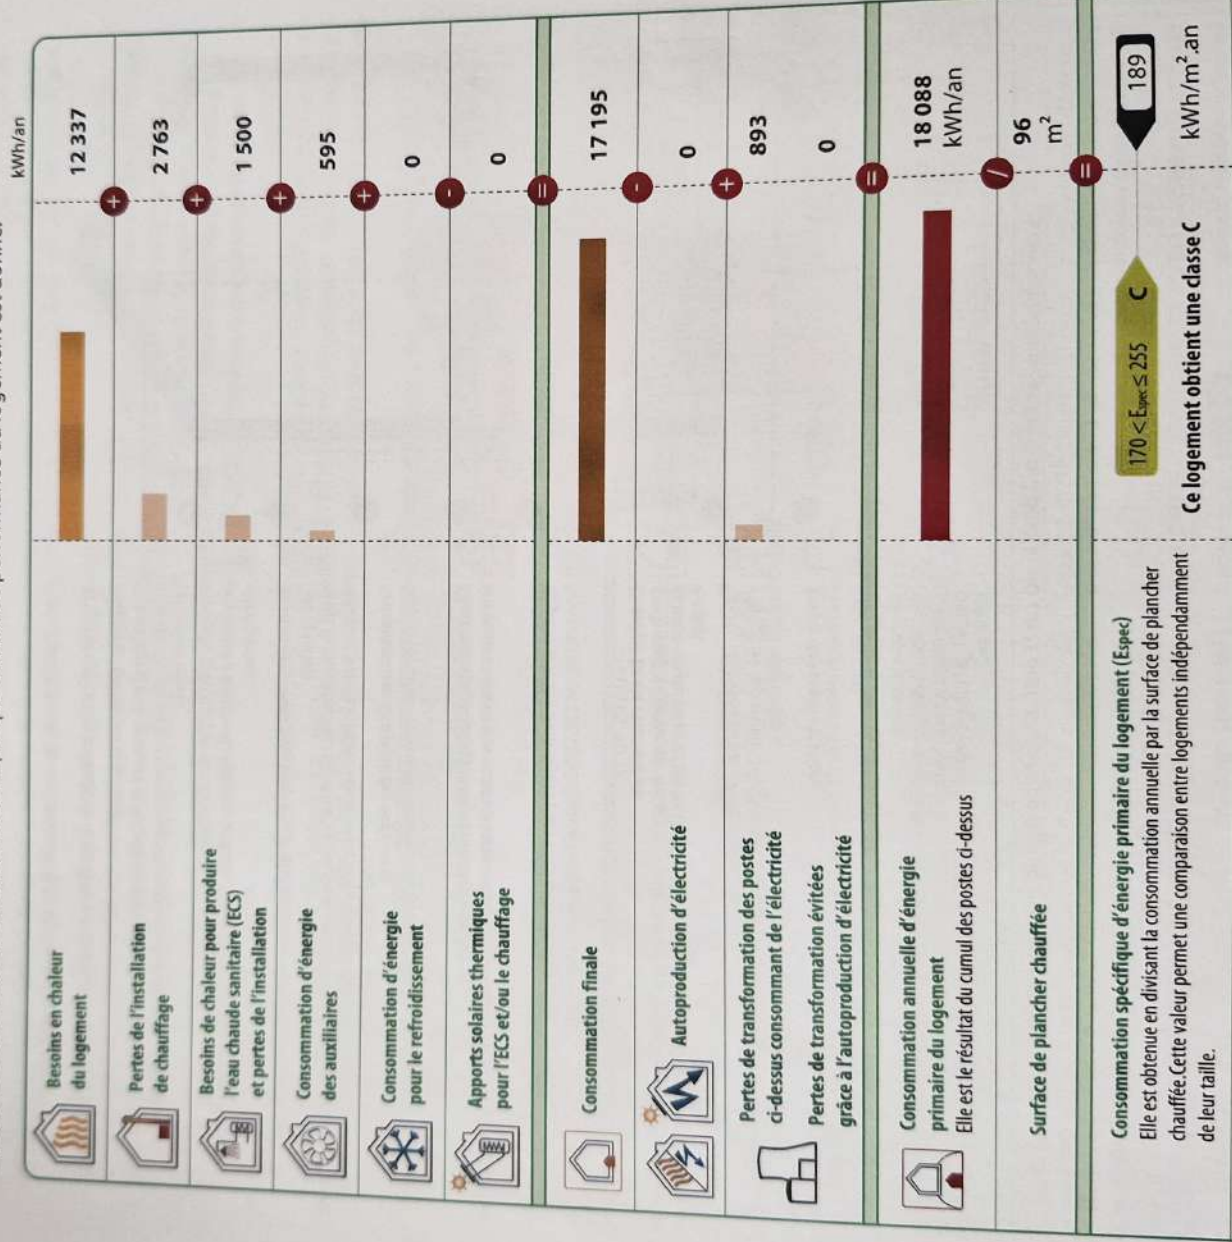 kWh/an
Besoins en chaleur
du logement
12 337
+
Pertes de l'installation
de chauffage
2 763
+
Besoins de chaleur pour produire
l'eau chaude sanitaire (ECS)
et pertes de l'installation
1 500
+
Consommation d'énergie
des auxiliaires
595
+
Consommation d'énergie
pour le refroidissement
0
-
Apports solaires thermiques
pour l'ECS et/ou le chauffage
0
=
Consommation finale
17 195
-
Autoproduction d'électricité
0
+
Pertes de transformation des postes
ci-dessus consommant de l'électricité
893
Pertes de transformation évitées
grâce à l'autoproduction d'électricité
0
=
Consommation annuelle d'énergie
primaire du logement
Elle est le résultat du cumul des postes ci-dessus
18 088
kWh/an
/
Surface de plancher chauffée
96
m²
=
Consommation spécifique d'énergie primaire du logement (Espec)
Elle est obtenue en divisant la consommation annuelle par la surface de plancher
chauffée.Cette valeur permet une comparaison entre logements indépendamment
de leur taille.
170 < Espec ≤ 255 C
189
Ce logement obtient une classe C
kWh/m².an